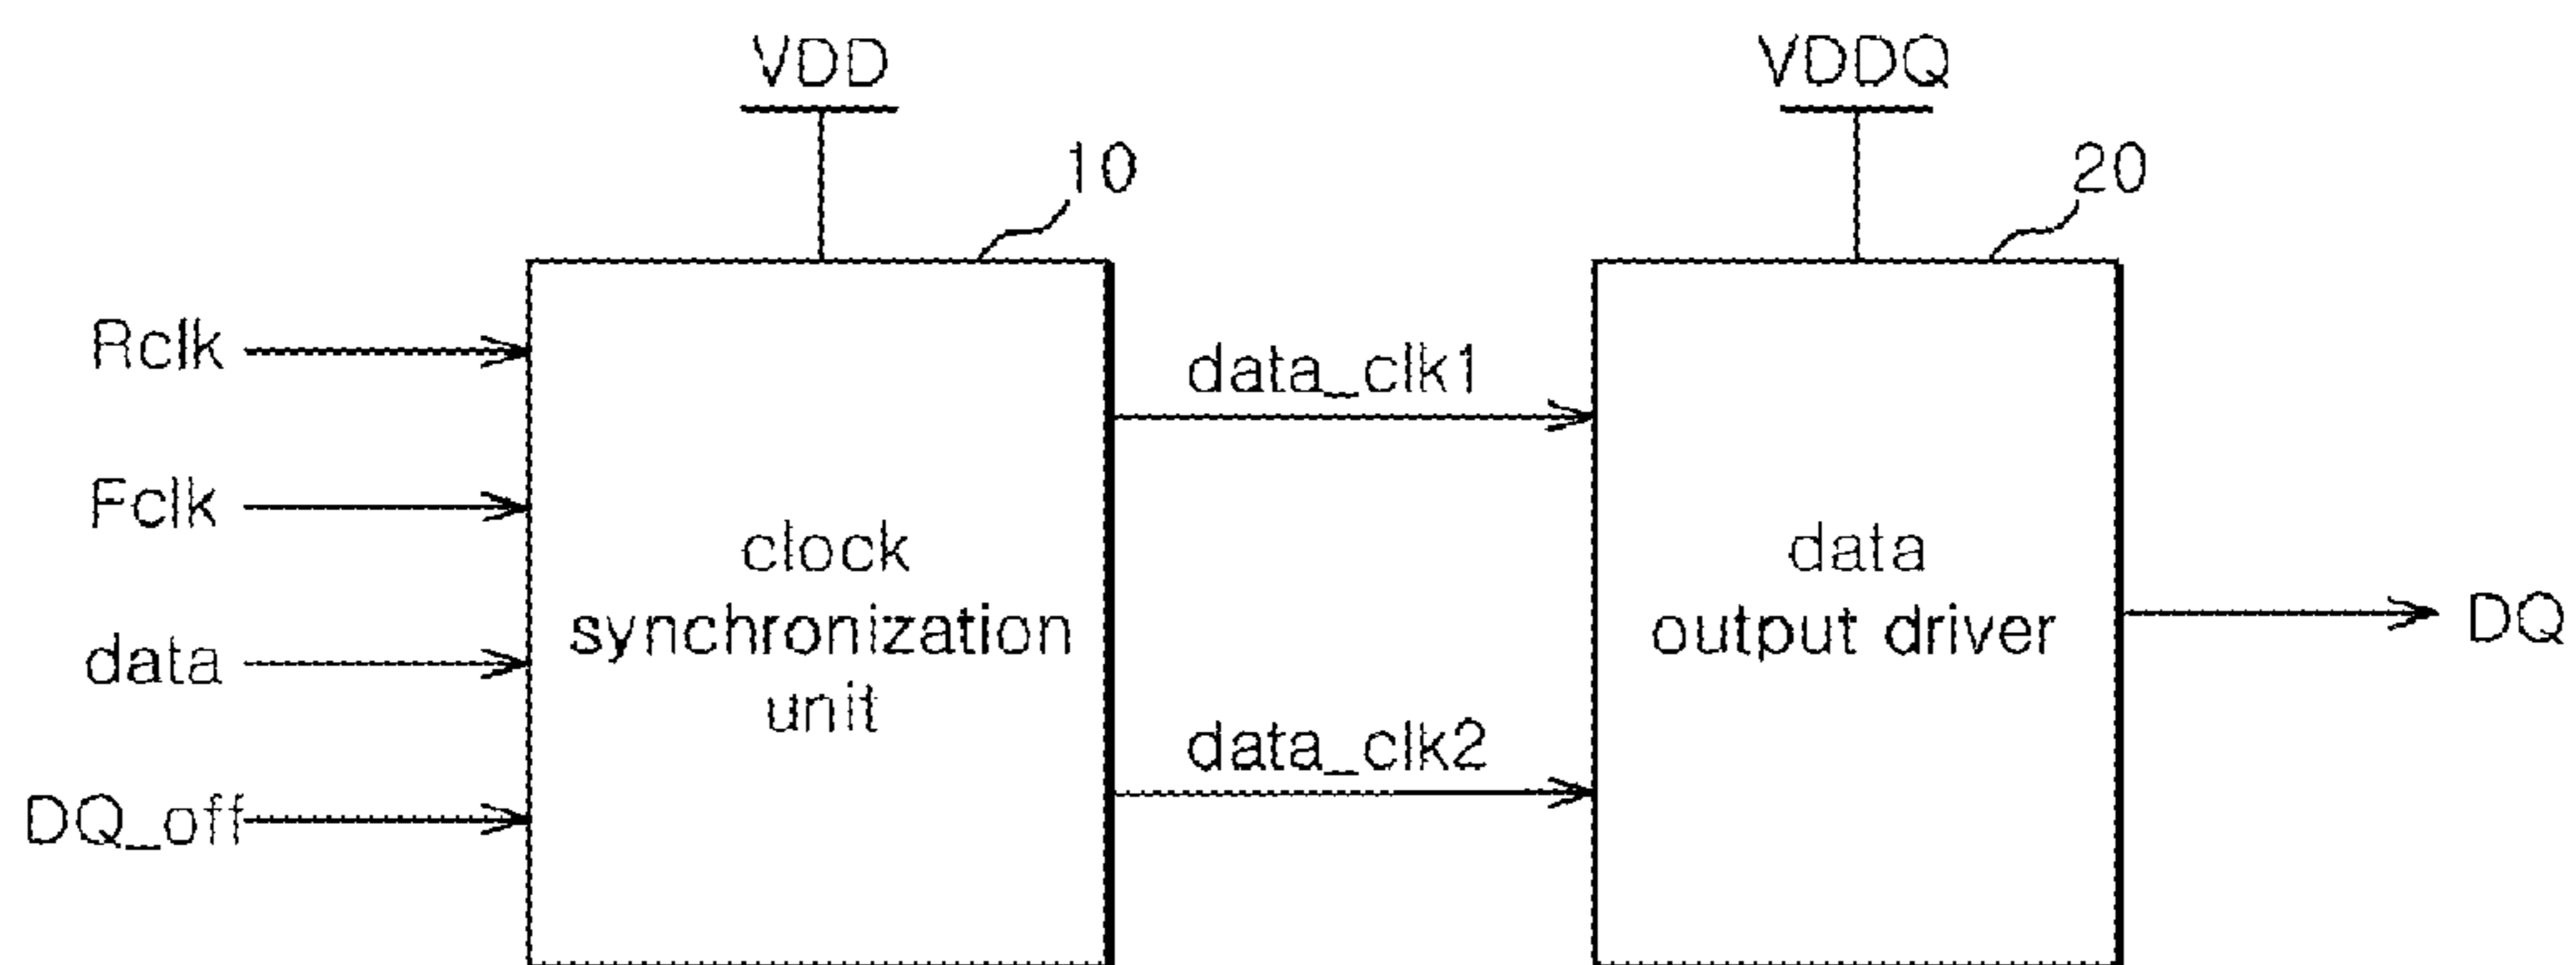 VDD
VDDQ
10
20
Rclk
Fclk
data
DQ_off
clock
synchronization
unit
data_clk1
data_clk2
data
output driver
DQ